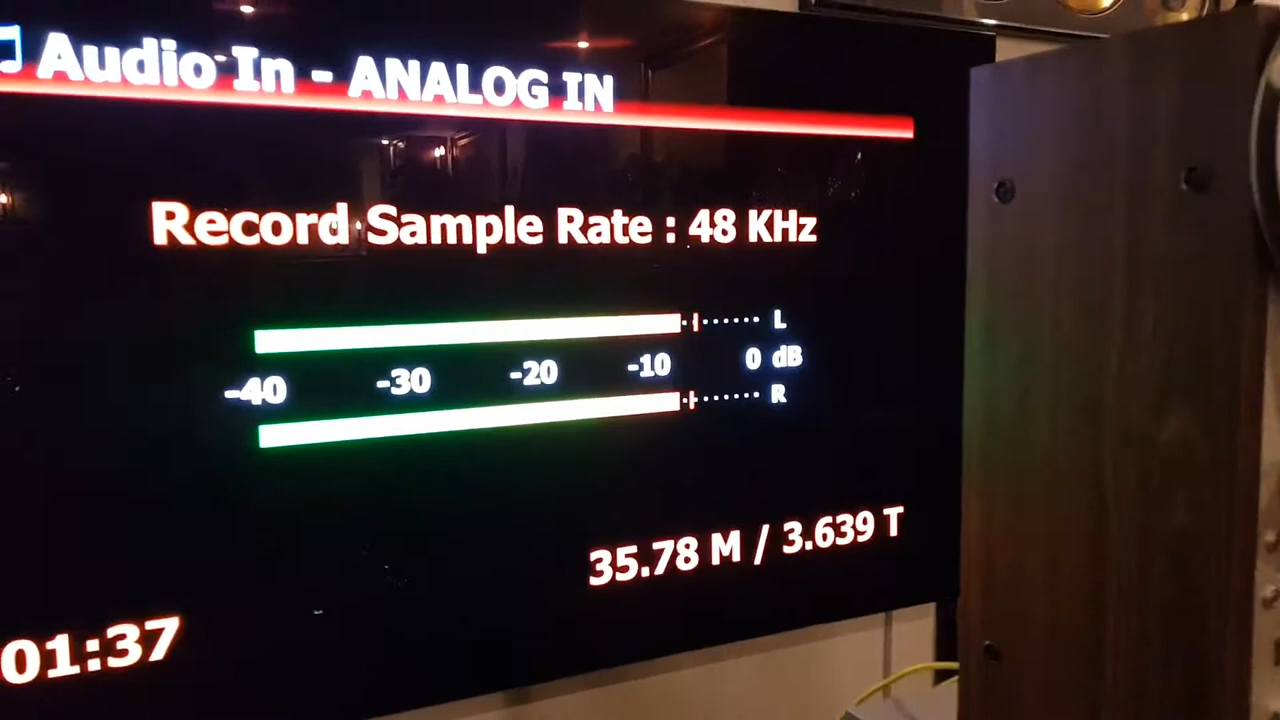 Audio In - ANALOG IN
Record Sample Rate : 48 KHz
L
-40 -30 -20 -10 0 dB
R
35.78 M / 3.639 T
01:37